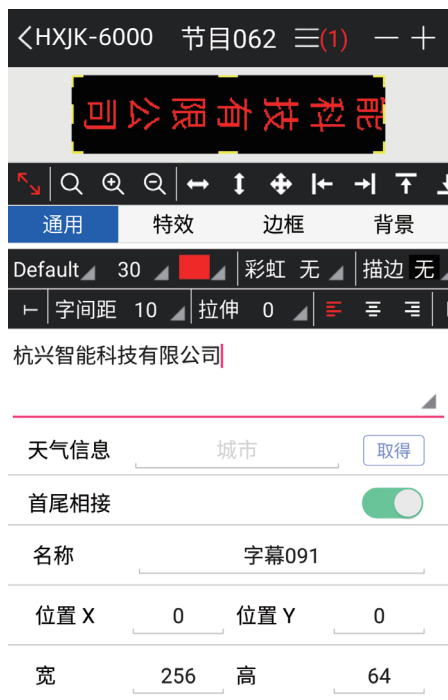 HXJK-6000 节目062 (1)
司公限有技科能
通用 特效 边框 背景
Default 30 彩虹 无 描边 无
字间距 10 拉伸 0
杭兴智能科技有限公司
天气信息 城市 取得
首尾相接
名称 字幕091
位置 X 0 位置 Y 0
宽 256 高 64